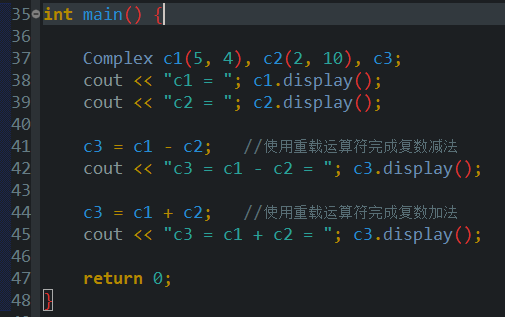 35 int main() {
36
37     Complex c1(5, 4), c2(2, 10), c3;
38     cout << "c1 = "; c1.display();
39     cout << "c2 = "; c2.display();
40
41     c3 = c1 - c2;   //使用重载运算符完成复数减法
42     cout << "c3 = c1 - c2 = "; c3.display();
43
44     c3 = c1 + c2;   //使用重载运算符完成复数加法
45     cout << "c3 = c1 + c2 = "; c3.display();
46
47     return 0;
48 }